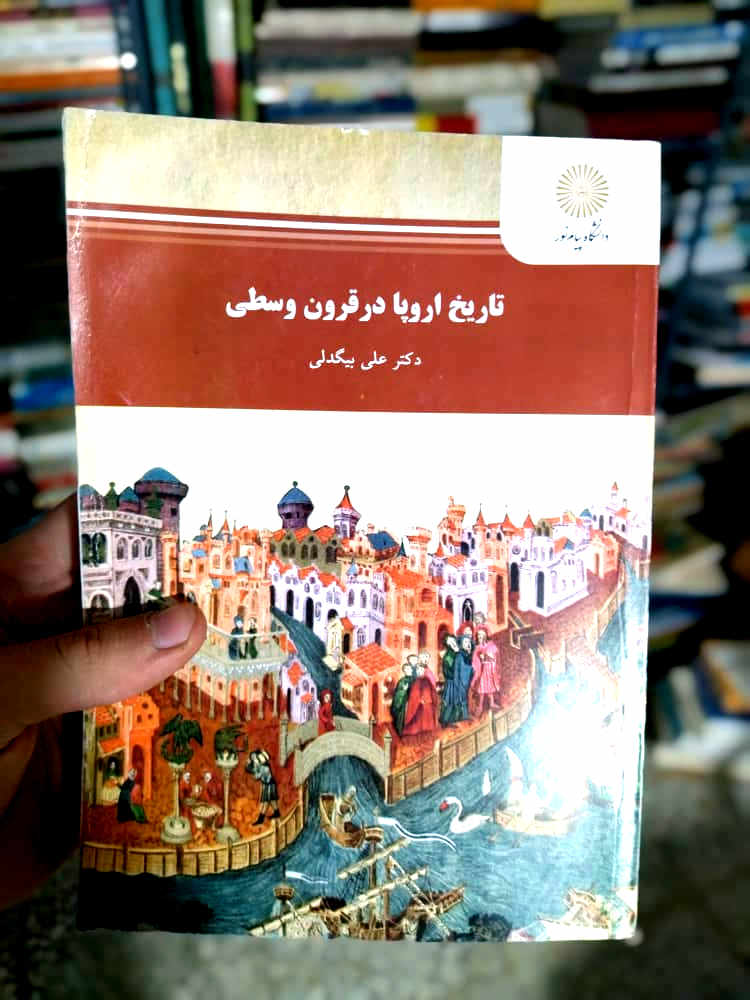 دانشگاه پیام نور
تاریخ اروپا در قرون وسطی
دکتر علی بیگدلی